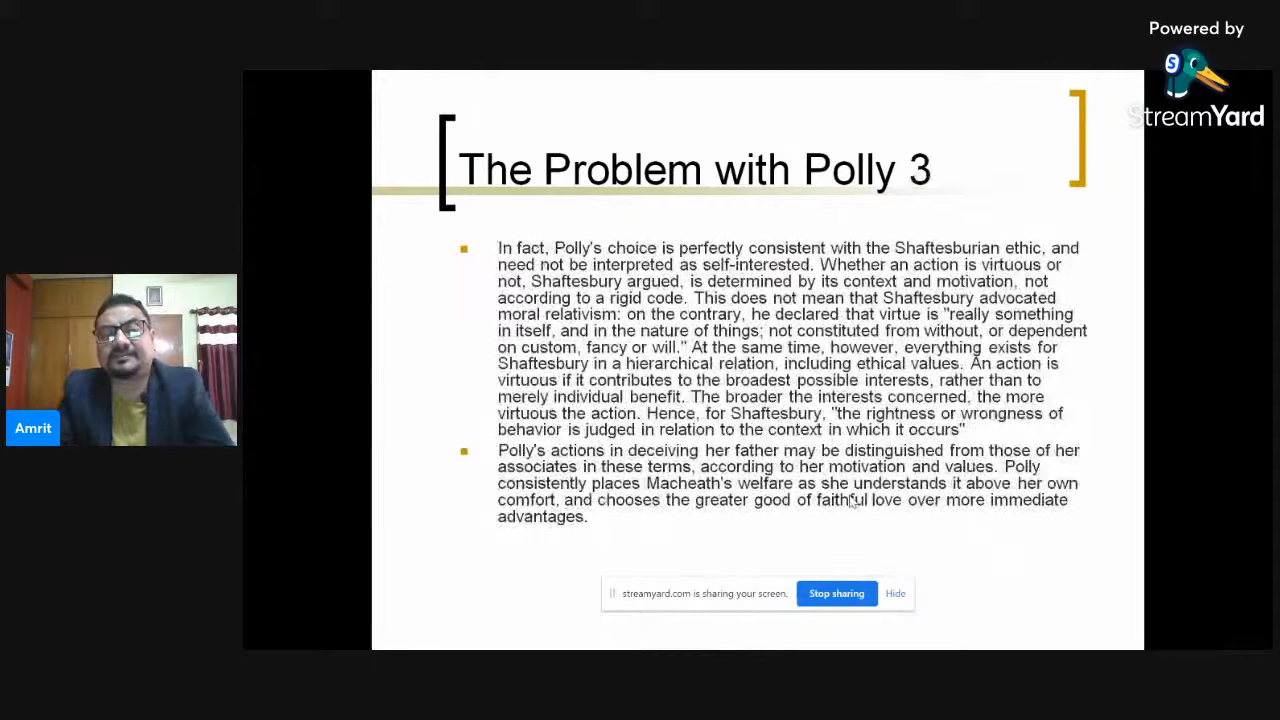 Powered by
S
StreamYard
The Problem with Polly 3
In fact, Polly's choice is perfectly consistent with the Shaftesburian ethic, and
need not be interpreted as self-interested. Whether an action is virtuous or
not, Shaftesbury argued, is determined by its context and motivation, not
according to a rigid code. This does not mean that Shaftesbury advocated
moral relativism: on the contrary, he declared that virtue is "really something
in itself, and in the nature of things; not constituted from without, or dependent
on custom, fancy or will." At the same time, however, everything exists for
Shaftesbury in a hierarchical relation, including ethical values. An action is
virtuous if it contributes to the broadest possible interests, rather than to
merely individual benefit. The broader the interests concerned, the more
virtuous the action. Hence, for Shaftesbury, "the rightness or wrongness of
behavior is judged in relation to the context in which it occurs"
Polly's actions in deceiving her father may be distinguished from those of her
associates in these terms, according to her motivation and values. Polly
consistently places Macheath's welfare as she understands it above her own
comfort, and chooses the greater good of faithful love over more immediate
advantages.
Amrit
streamyard.com is sharing your screen.
Stop sharing
Hide